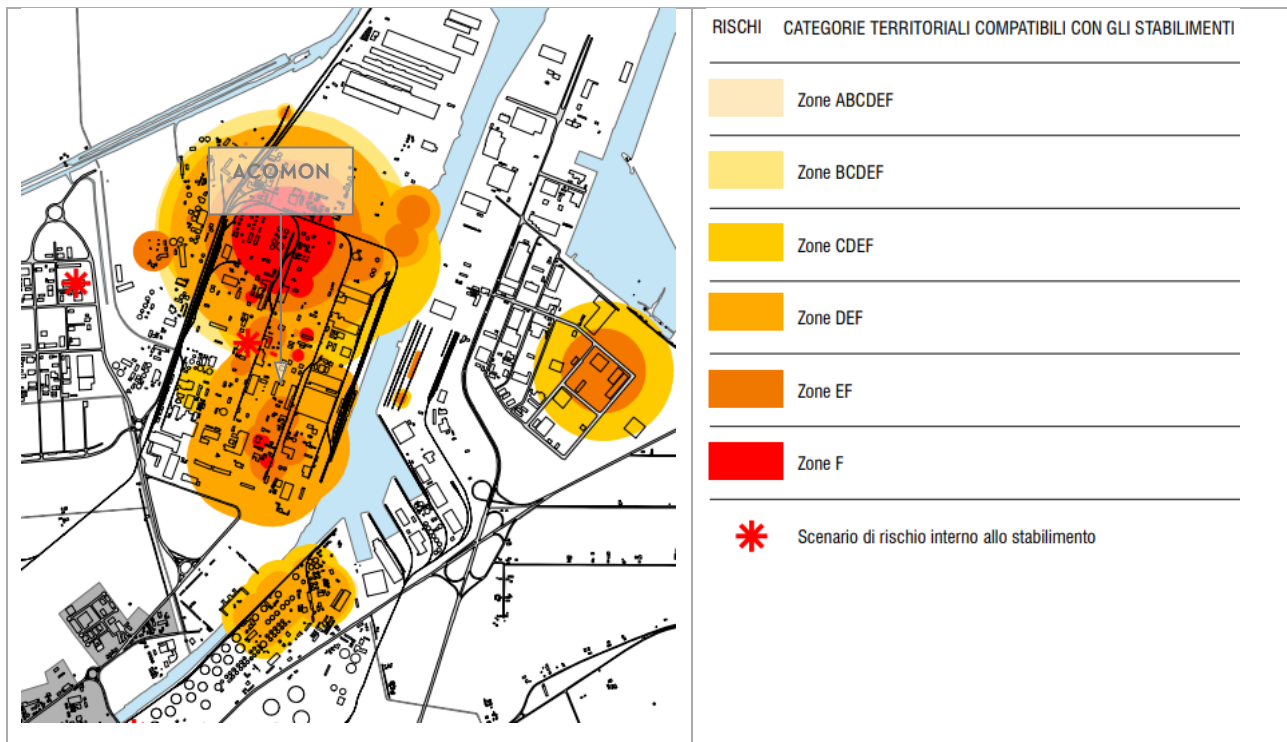 ACOMON
RISCHI CATEGORIE TERRITORIALI COMPATIBILI CON GLI STABILIMENTI
Zone ABCDEF
Zone BCDEF
Zone CDEF
Zone DEF
Zone EF
Zone F
Scenario di rischio interno allo stabilimento